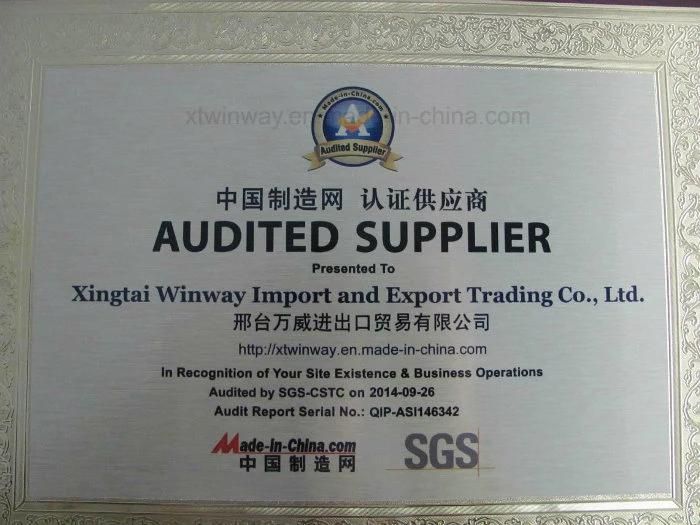 xtwinway.en.made-in-china.com
Made-in-China.com
Audited Supplier
中国制造网 认证供应商
AUDITED SUPPLIER
Presented To
Xingtai Winway Import and Export Trading Co., Ltd.
邢台万威进出口贸易有限公司
http://xtwinway.en.made-in-china.com
In Recognition of Your Site Existence & Business Operations
Audited by SGS-CSTC on 2014-09-26
Audit Report Serial No.: QIP-ASI146342
Made-in-China.com
中国制造网
SGS